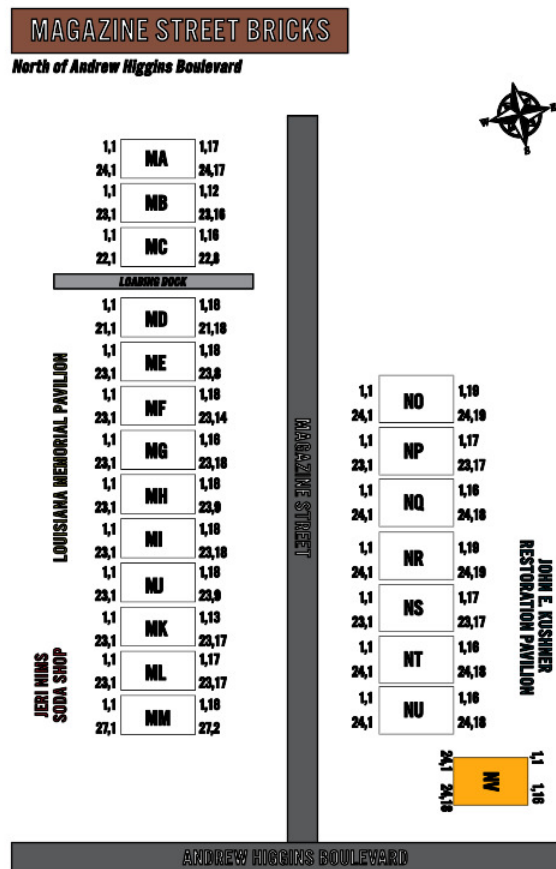 MAGAZINE STREET BRICKS
North of Andrew Higgins Boulevard
N
E
W
S
1,1 MA 1,17
24,1 24,17
1,1 MB 1,12
23,1 23,16
1,1 MC 1,16
22,1 22,8
LOADING DOCK
1,1 MD 1,18
21,1 21,18
1,1 ME 1,18
23,1 23,8
1,1 MF 1,18
23,1 23,14
1,1 MG 1,16
23,1 23,18
1,1 MH 1,18
23,1 23,9
1,1 MI 1,18
23,1 23,18
1,1 MJ 1,18
23,1 23,9
1,1 MK 1,13
23,1 23,17
1,1 ML 1,17
23,1 23,17
1,1 MM 1,18
27,1 27,2
LOUISIANA MEMORIAL PAVILION
JERI NIMS
SODA SHOP
MAGAZINE STREET
1,1 NO 1,19
24,1 24,19
1,1 NP 1,17
23,1 23,17
1,1 NQ 1,16
24,1 24,18
1,1 NR 1,19
24,1 24,19
1,1 NS 1,17
23,1 23,17
1,1 NT 1,16
24,1 24,18
1,1 NU 1,16
24,1 24,18
JOHN E. KUSHNER
RESTORATION PAVILION
1,1 NV 1,16
24,1 24,18
ANDREW HIGGINS BOULEVARD